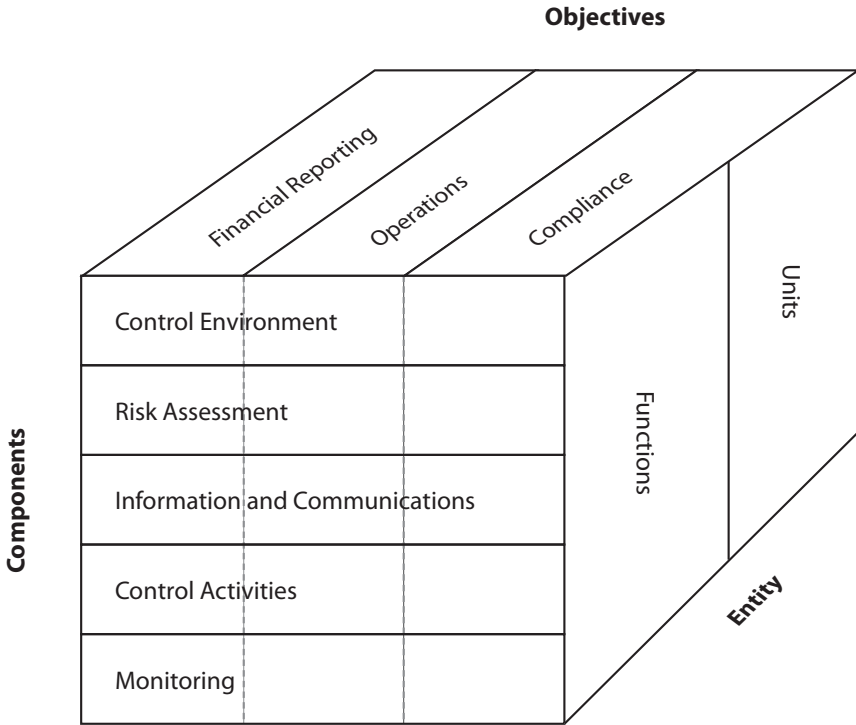 Objectives
Financial Reporting
Operations
Compliance
Control Environment
Risk Assessment
Information and Communications
Control Activities
Monitoring
Components
Functions
Units
Entity